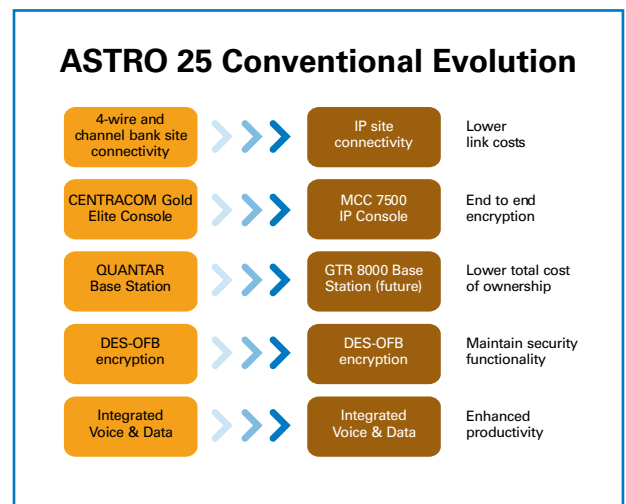 ASTRO 25 Conventional Evolution
4-wire and
channel bank site
connectivity
IP site
connectivity
Lower
link costs
CENTRACOM Gold
Elite Console
MCC 7500
IP Console
End to end
encryption
QUANTAR
Base Station
GTR 8000 Base
Station (future)
Lower total cost
of ownership
DES-OFB
encryption
DES-OFB
encryption
Maintain security
functionality
Integrated
Voice & Data
Integrated
Voice & Data
Enhanced
productivity